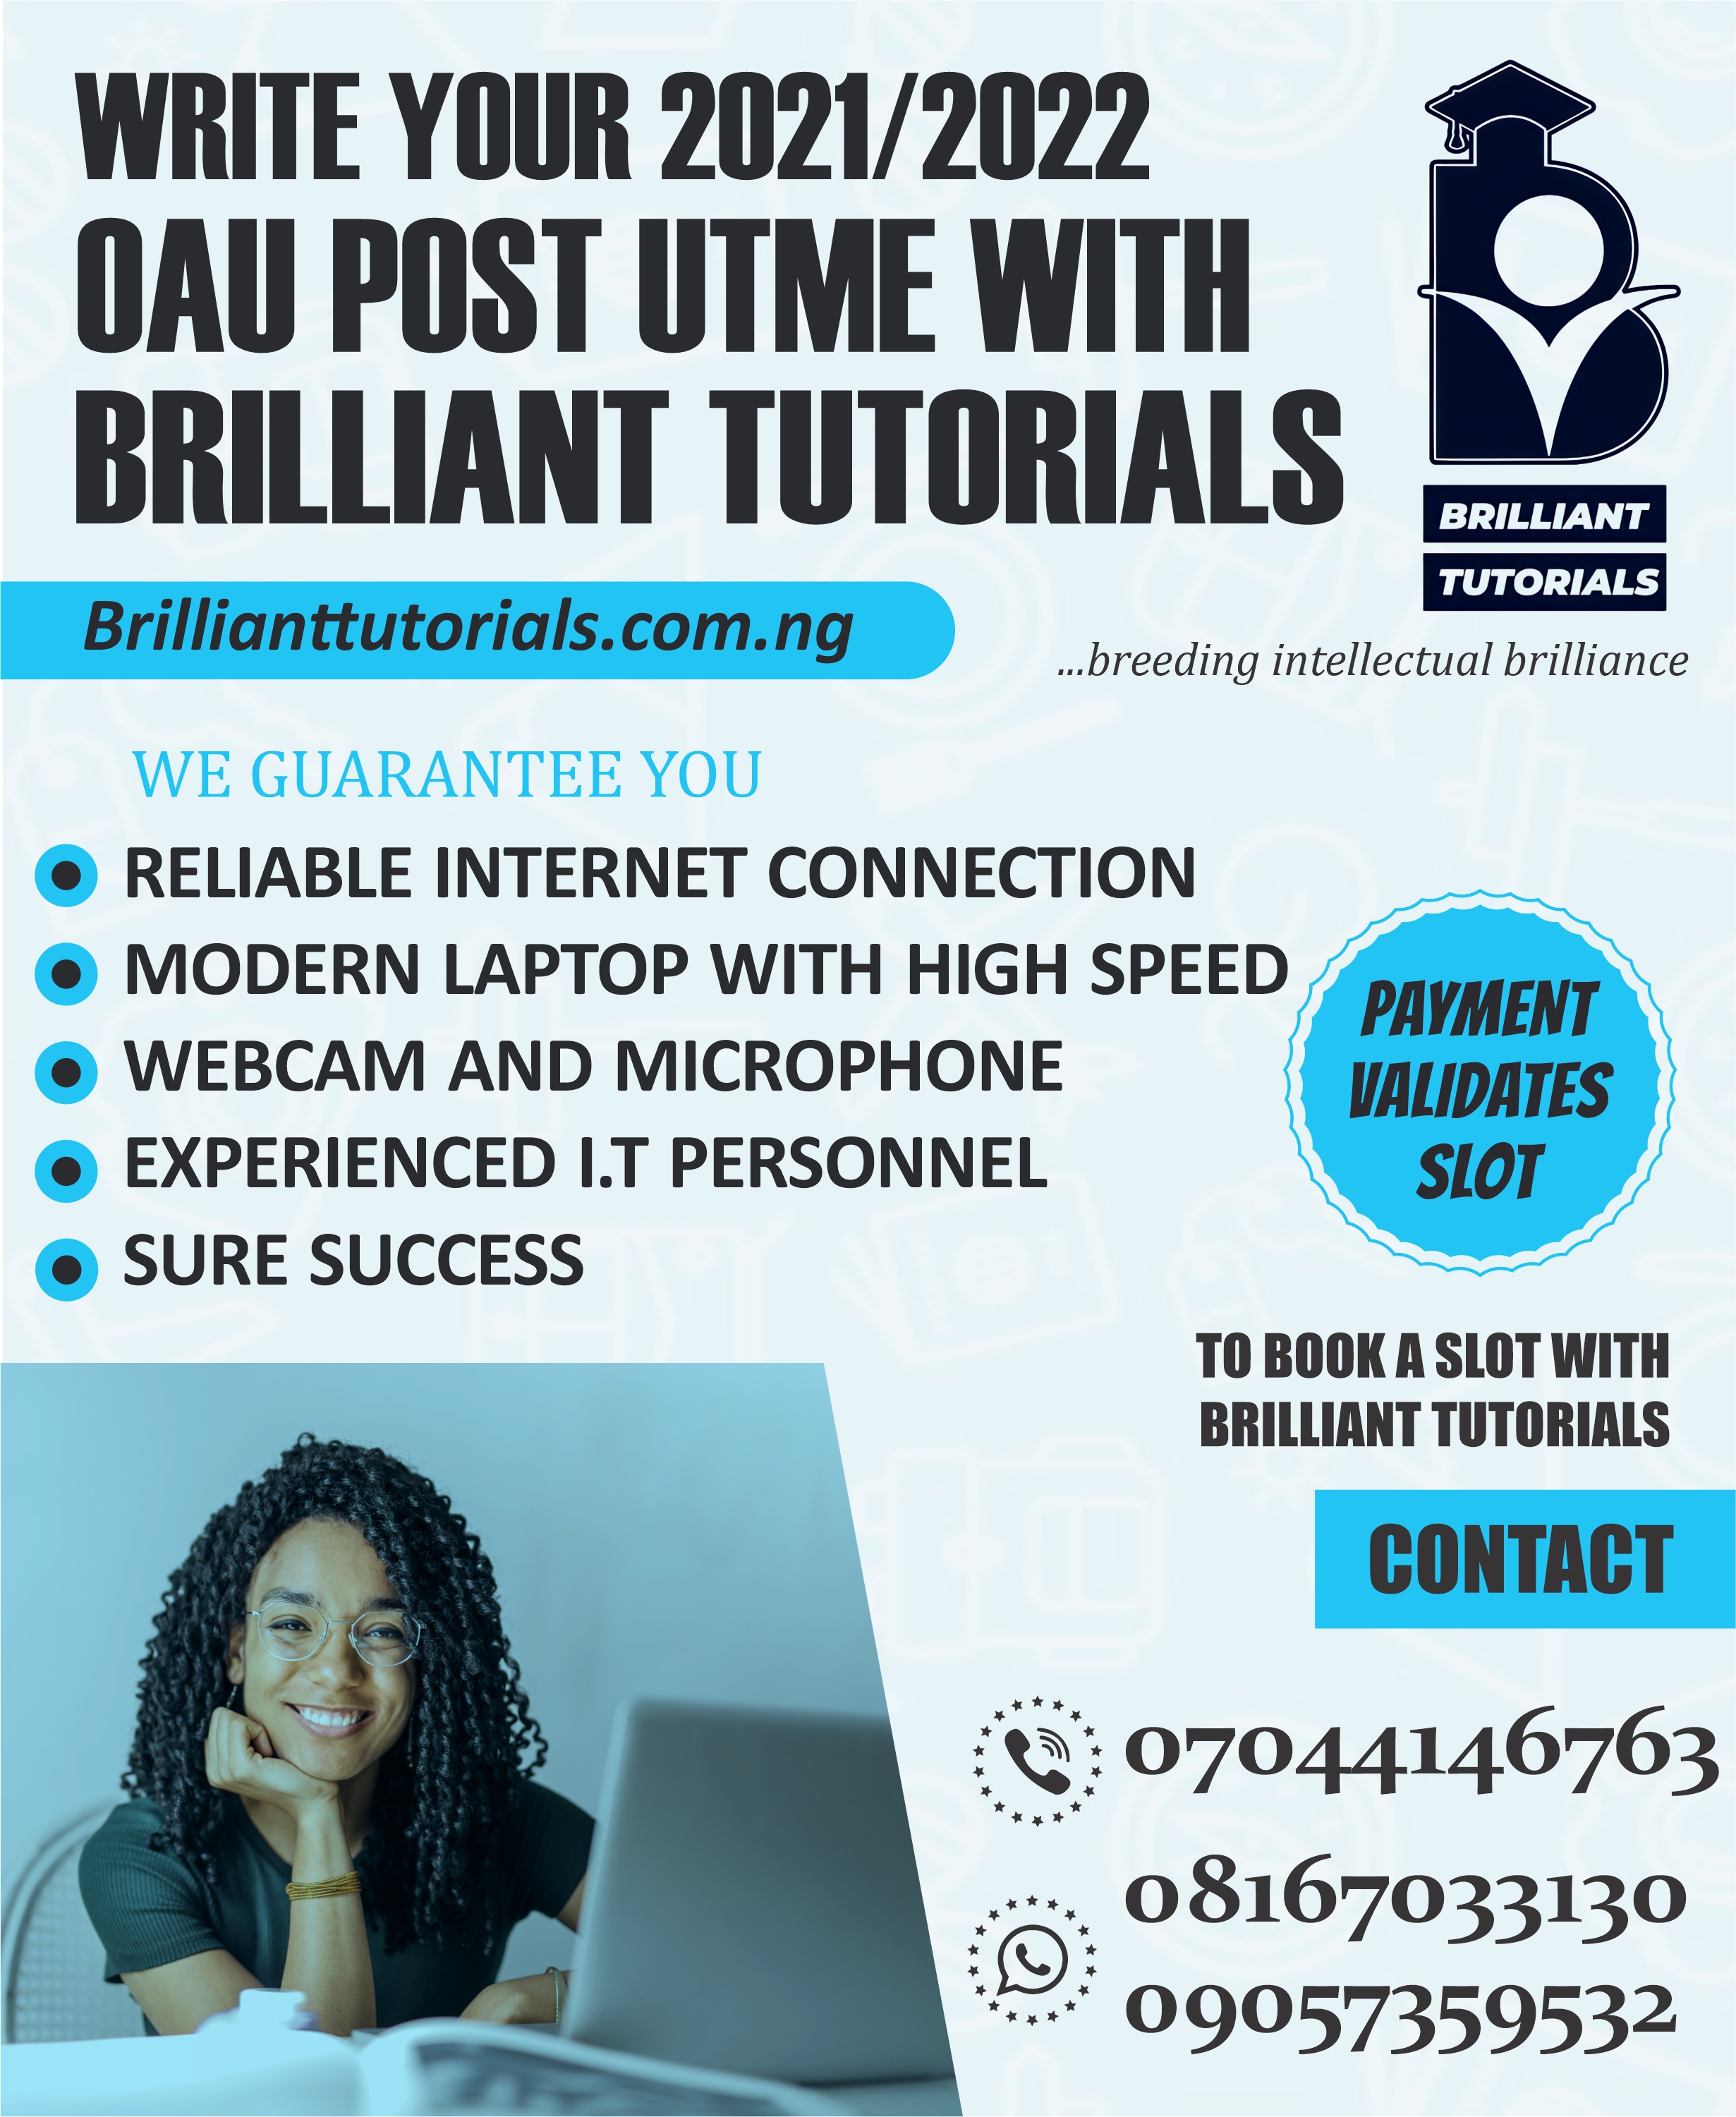 WRITE YOUR 2021/2022
OAU POST UTME WITH
BRILLIANT TUTORIALS
BRILLIANT
TUTORIALS
Brillianttutorials.com.ng
...breeding intellectual brilliance
WE GUARANTEE YOU
RELIABLE INTERNET CONNECTION
MODERN LAPTOP WITH HIGH SPEED
WEBCAM AND MICROPHONE
EXPERIENCED I.T PERSONNEL
SURE SUCCESS
PAYMENT
VALIDATES
SLOT
TO BOOK A SLOT WITH
BRILLIANT TUTORIALS
CONTACT
07044146763
08167033130
09057359532